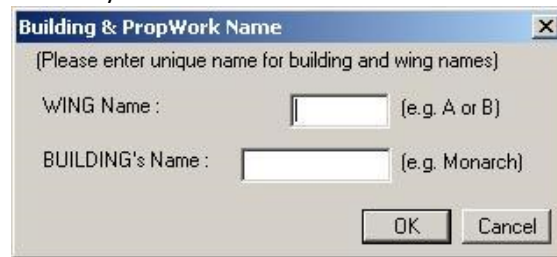 Building & PropWork Name
(Please enter unique name for building and wing names)
WING Name : (e.g. A or B)
BUILDING's Name : (e.g. Monarch)
OK Cancel